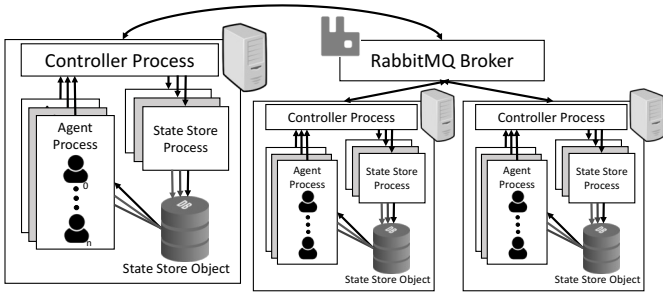 Controller Process
RabbitMQ Broker
Agent
Process
0
n
State Store
Process
DB
State Store Object
Controller Process
Agent
Process
State Store
Process
State Store Object
Controller Process
Agent
Process
State Store
Process
State Store Object